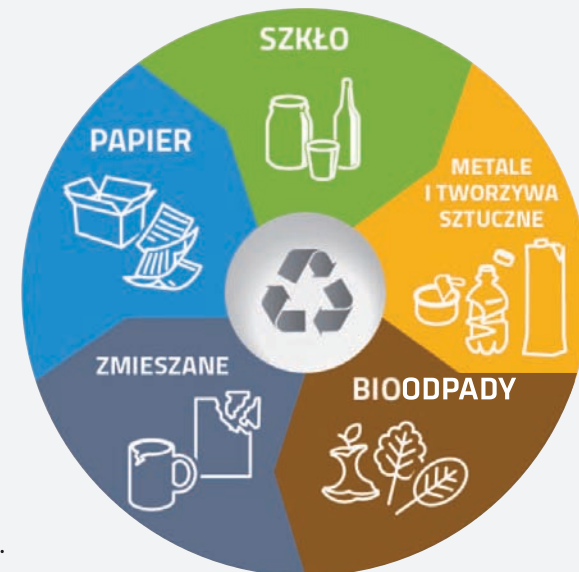 SZKŁO
PAPIER
METALE
I TWORZYWA
SZTUCZNE
ZMIESZANE
BIOODPADY
.